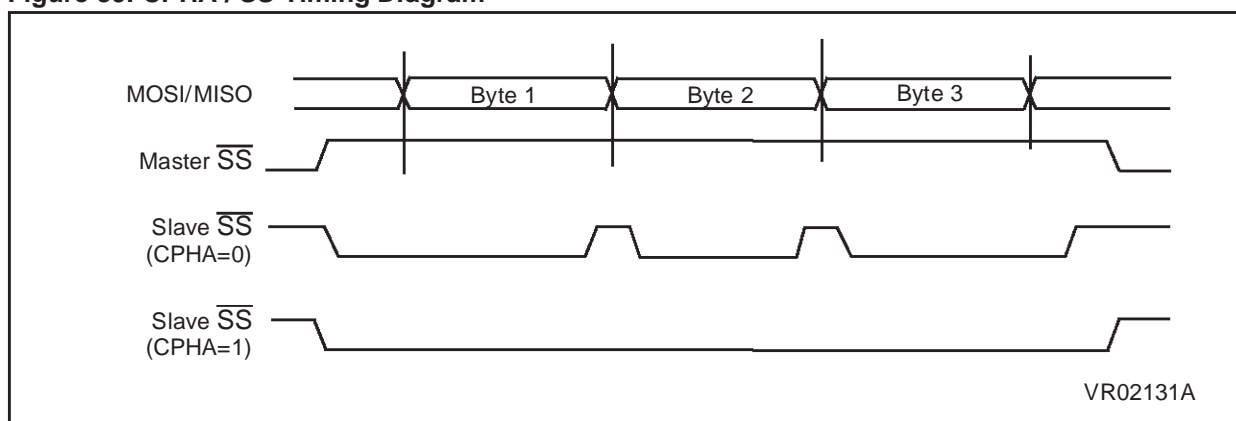 MOSI/MISO
Byte 1
Byte 2
Byte 3
Master SS
Slave SS
(CPHA=0)
Slave SS
(CPHA=1)
VR02131A